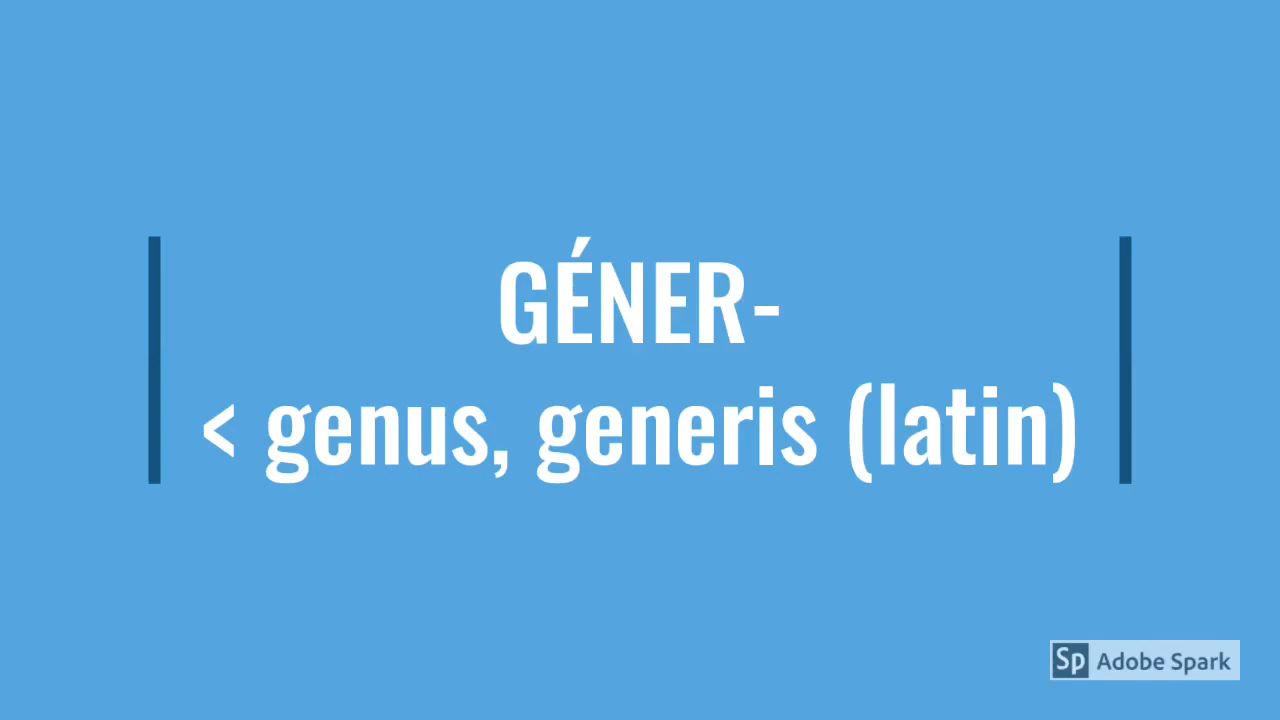 GÉNER-
< genus, generis (latin)
Sp Adobe Spark